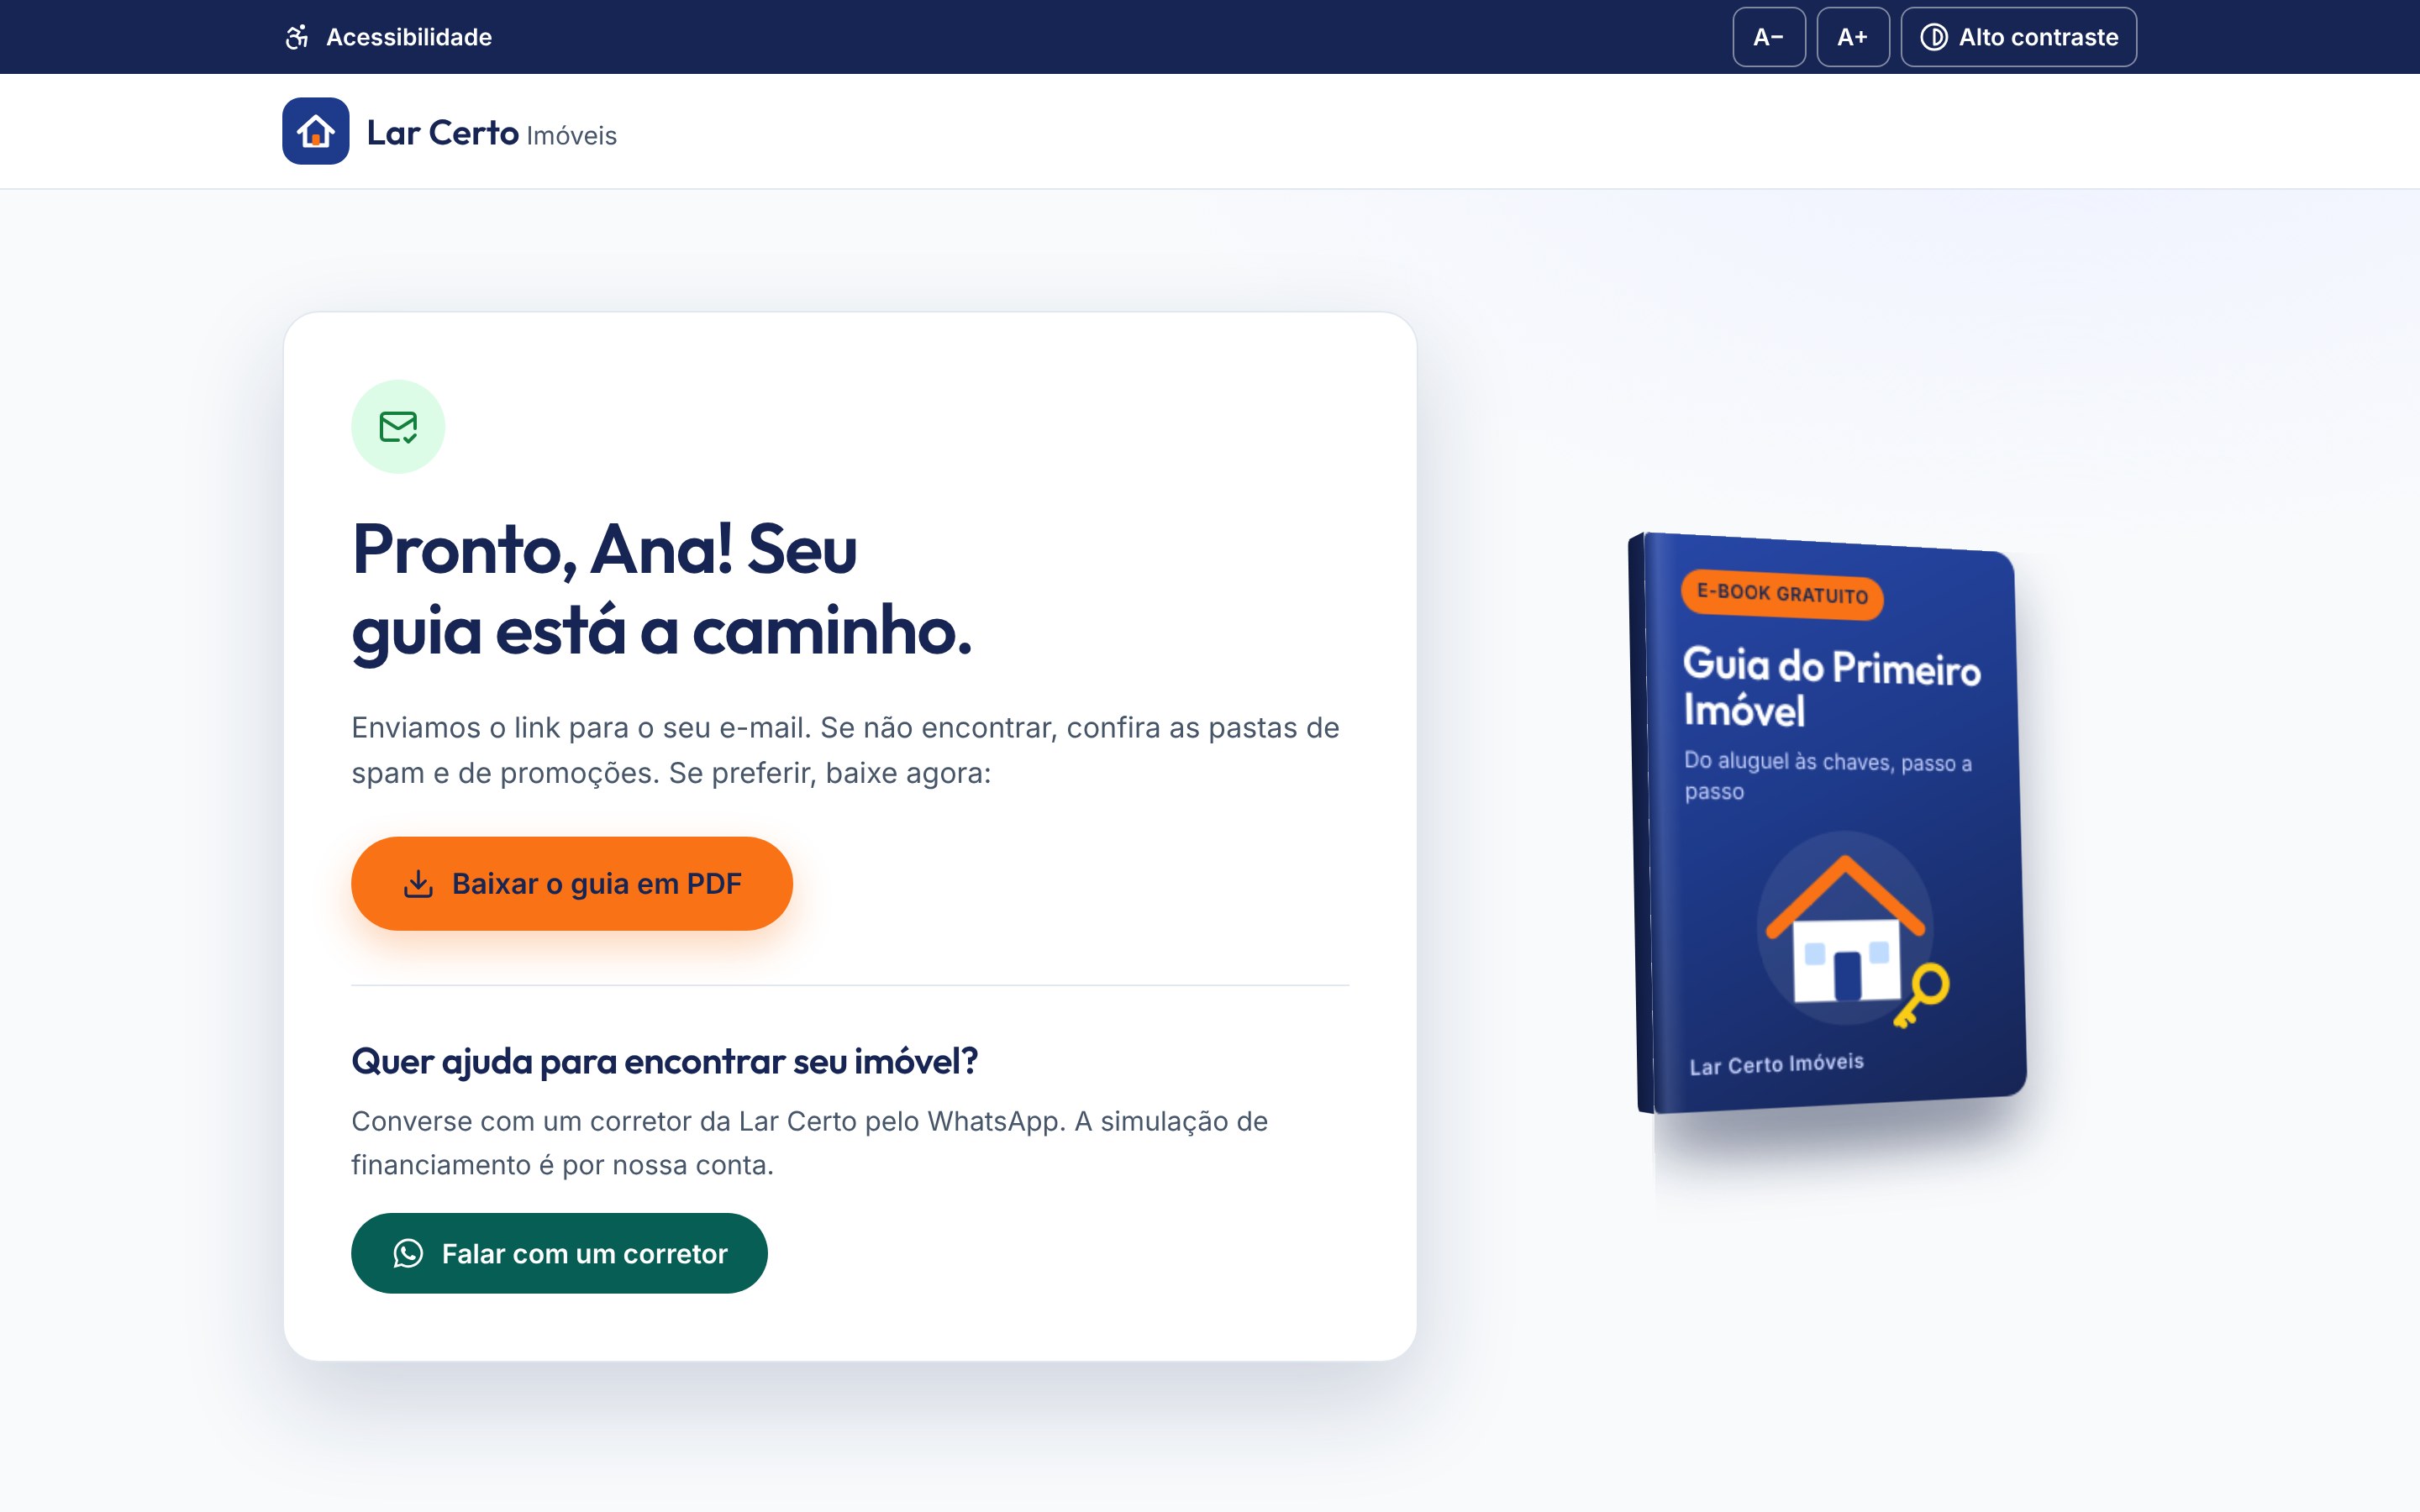 Acessibilidade
A−
A+
Alto contraste
Lar Certo Imóveis
Pronto, Ana! Seu
guia está a caminho.
Enviamos o link para o seu e-mail. Se não encontrar, confira as pastas de
spam e de promoções. Se preferir, baixe agora:
Baixar o guia em PDF
Quer ajuda para encontrar seu imóvel?
Converse com um corretor da Lar Certo pelo WhatsApp. A simulação de
financiamento é por nossa conta.
Falar com um corretor
E-BOOK GRATUITO
Guia do Primeiro
Imóvel
Do aluguel às chaves, passo a
passo
Lar Certo Imóveis